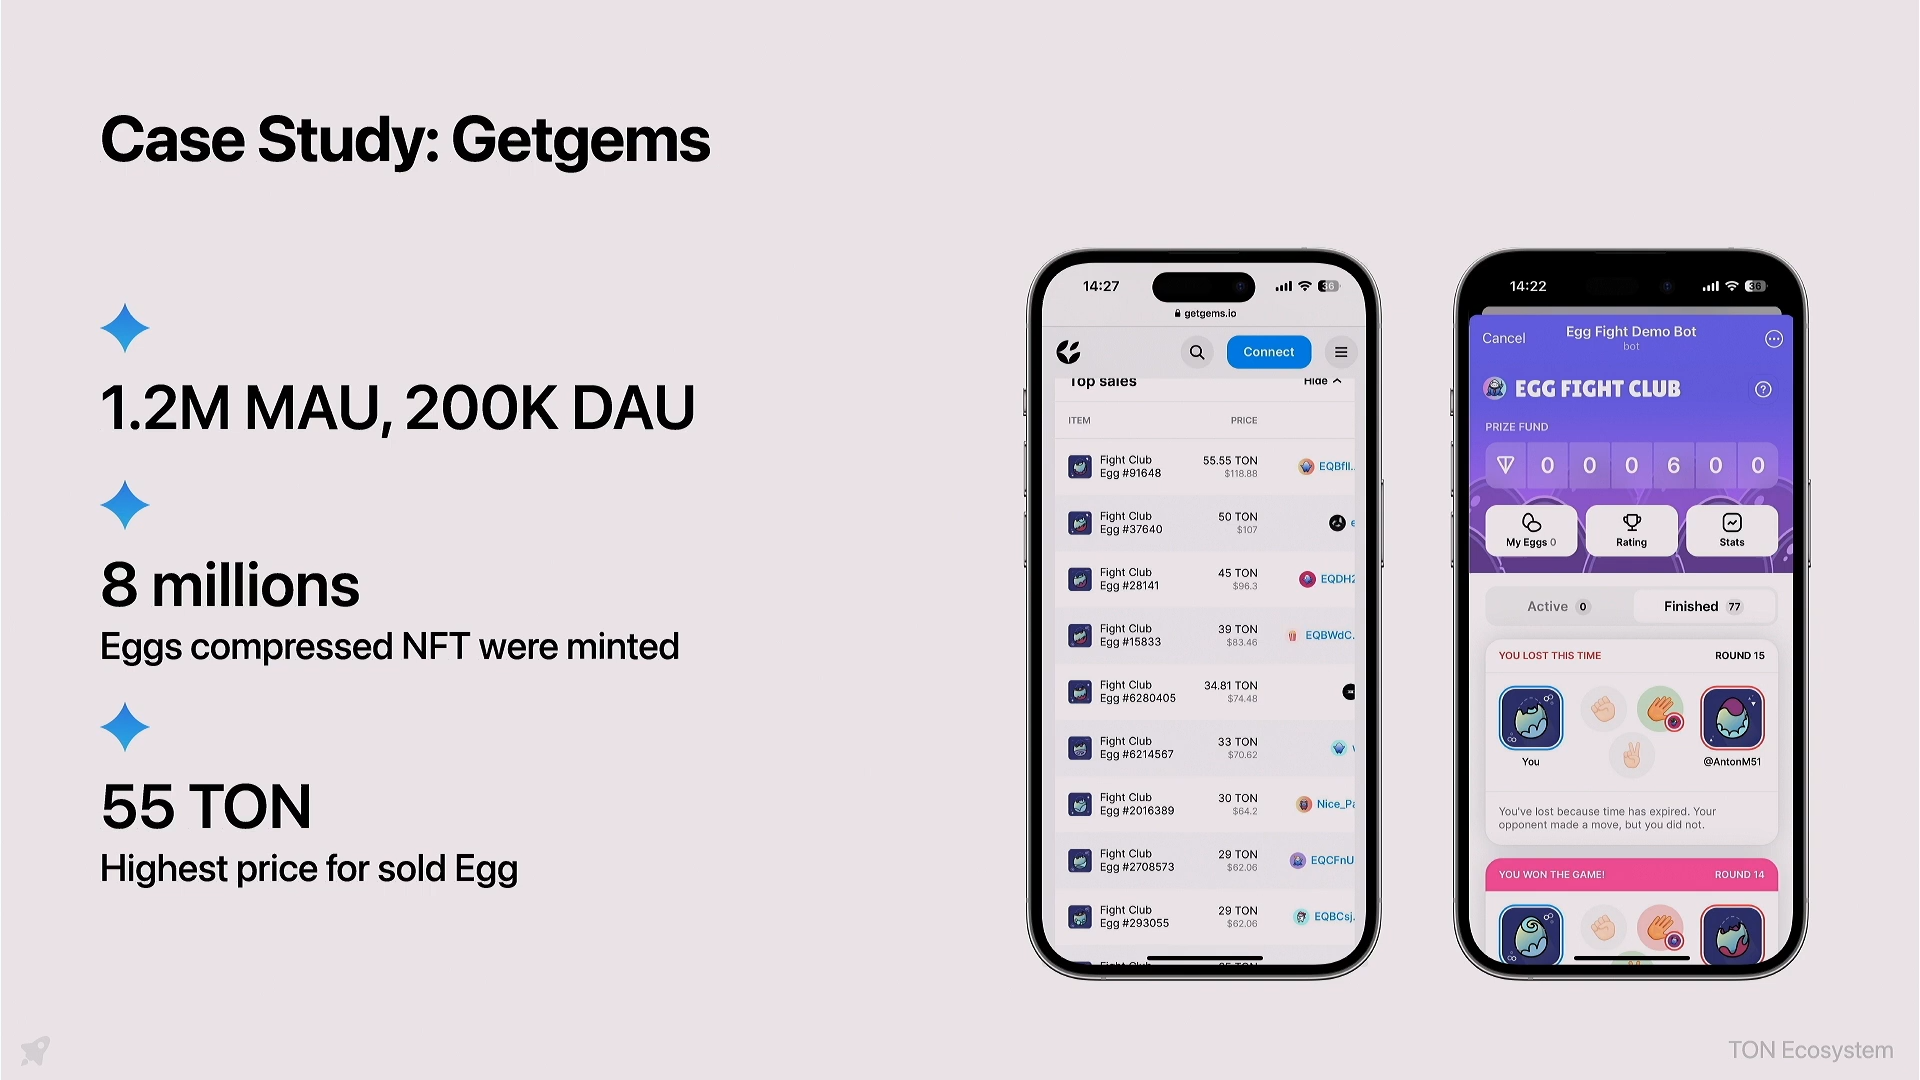 Case Study: Getgems
1.2M MAU, 200K DAU
8 millions
Eggs compressed NFT were minted
55 TON
Highest price for sold Egg
14:27
36
getgems.io
Connect
Top sales
Hide
ITEM PRICE
Fight Club
Egg #91648
55.55 TON
$118.88
EQBfIl..
Fight Club
Egg #37640
50 TON
$107
Fight Club
Egg #28141
45 TON
$96.3
EQDH2
Fight Club
Egg #15833
39 TON
$83.46
EQBWdC.
Fight Club
Egg #6280405
34.81 TON
$74.48
Fight Club
Egg #6214567
33 TON
$70.62
Fight Club
Egg #2016389
30 TON
$64.2
Nice_Pa
Fight Club
Egg #2708573
29 TON
$62.06
EQCFnU
Fight Club
Egg #293055
29 TON
$62.06
EQBCsj.
14:22
36
Cancel
Egg Fight Demo Bot
bot
EGG FIGHT CLUB
PRIZE FUND
0 0 0 6 0 0
My Eggs 0
Rating
Stats
Active 0
Finished 77
YOU LOST THIS TIME
ROUND 15
You
@AntonM51
You've lost because time has expired. Your
opponent made a move, but you did not.
YOU WON THE GAME!
ROUND 14
TON Ecosystem